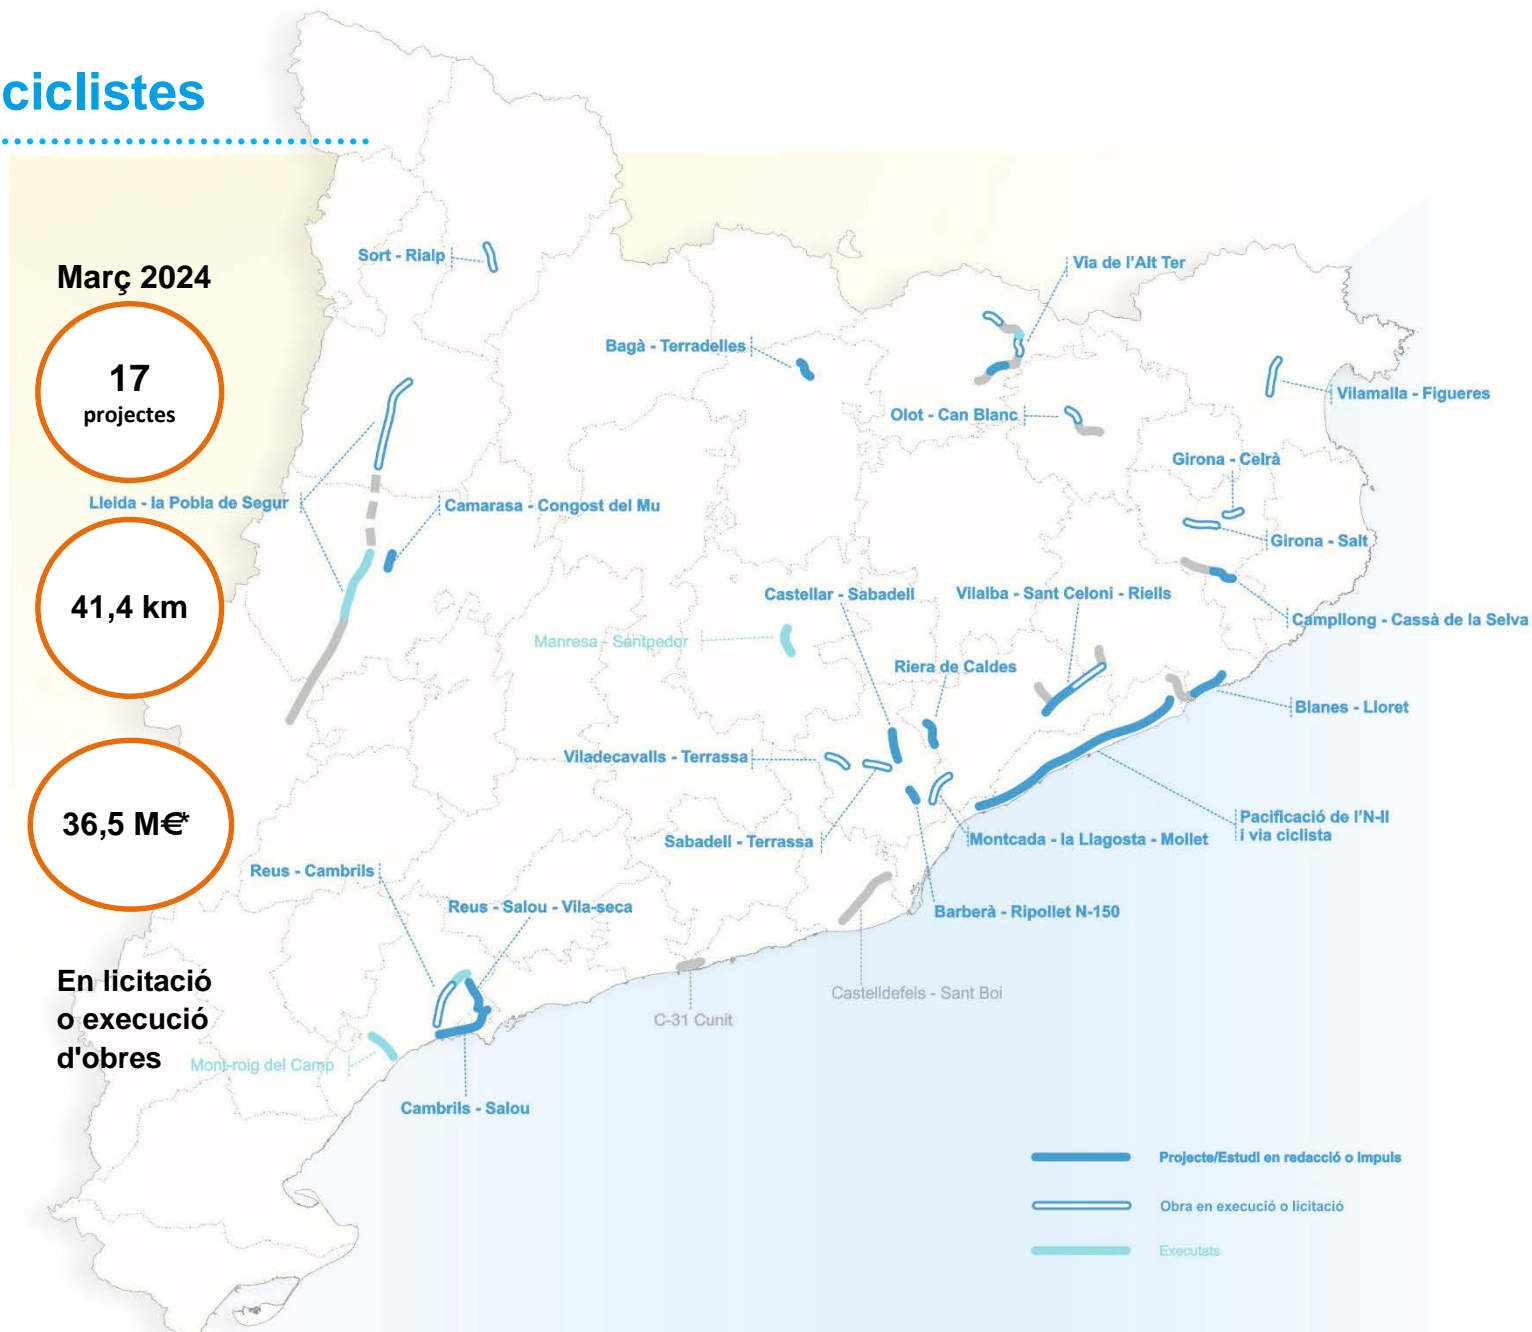 ciclistes
Març 2024
17
projectes
41,4 km
36,5 M€*
En licitació
o execució
d'obres
Sort - Rialp
Via de l'Alt Ter
Bagà - Terradelles
Vilamalla - Figueres
Olot - Can Blanc
Girona - Celrà
Lleida - la Pobla de Segur
Camarasa - Congost del Mu
Girona - Salt
Castellar - Sabadell
Vilalba - Sant Celoni - Riells
Campllong - Cassà de la Selva
Manresa - Santpedor
Riera de Caldes
Blanes - Lloret
Viladecavalls - Terrassa
Pacificació de l'N-II
i via ciclista
Sabadell - Terrassa
Montcada - la Llagosta - Mollet
Reus - Cambrils
Reus - Salou - Vila-seca
Barberà - Ripollet N-150
Castelldefels - Sant Boi
C-31 Cunit
Mont-roig del Camp
Cambrils - Salou
Projecte/Estudi en redacció o impuls
Obra en execució o licitació
Executats